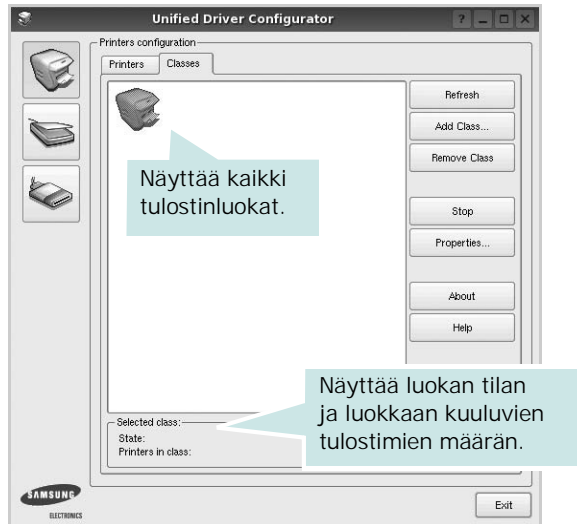 Unified Driver Configurator
Printers configuration
Printers
Classes
Refresh
Add Class...
Remove Class
Näyttää kaikki
tulostinluokat.
Stop
Properties...
About
Help
Näyttää luokan tilan
ja luokkaan kuuluvien
tulostimien määrän.
Selected class:
State:
Printers in class:
SAMSUNG
ELECTRONICS
Exit